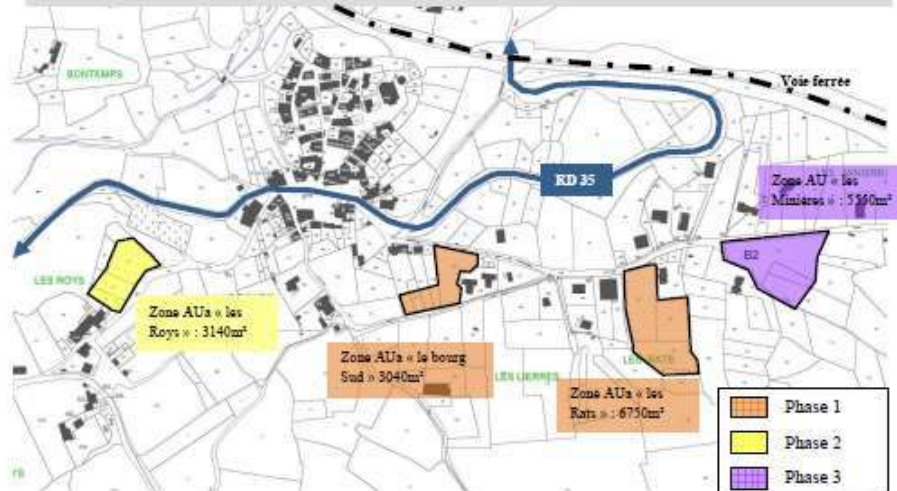 BONTEMPS
Voie ferrée
RD 35
Zone AU « les
Minières » : 5550m²
B2
LES ROYS
Zone AUa « les
Roys » : 3140m²
Zone AUa « le bourg
Sud » 3040m²
LES LIERRES
LES RATS
Zone AUa « les
Rats » : 6750m²
Phase 1
Phase 2
Phase 3